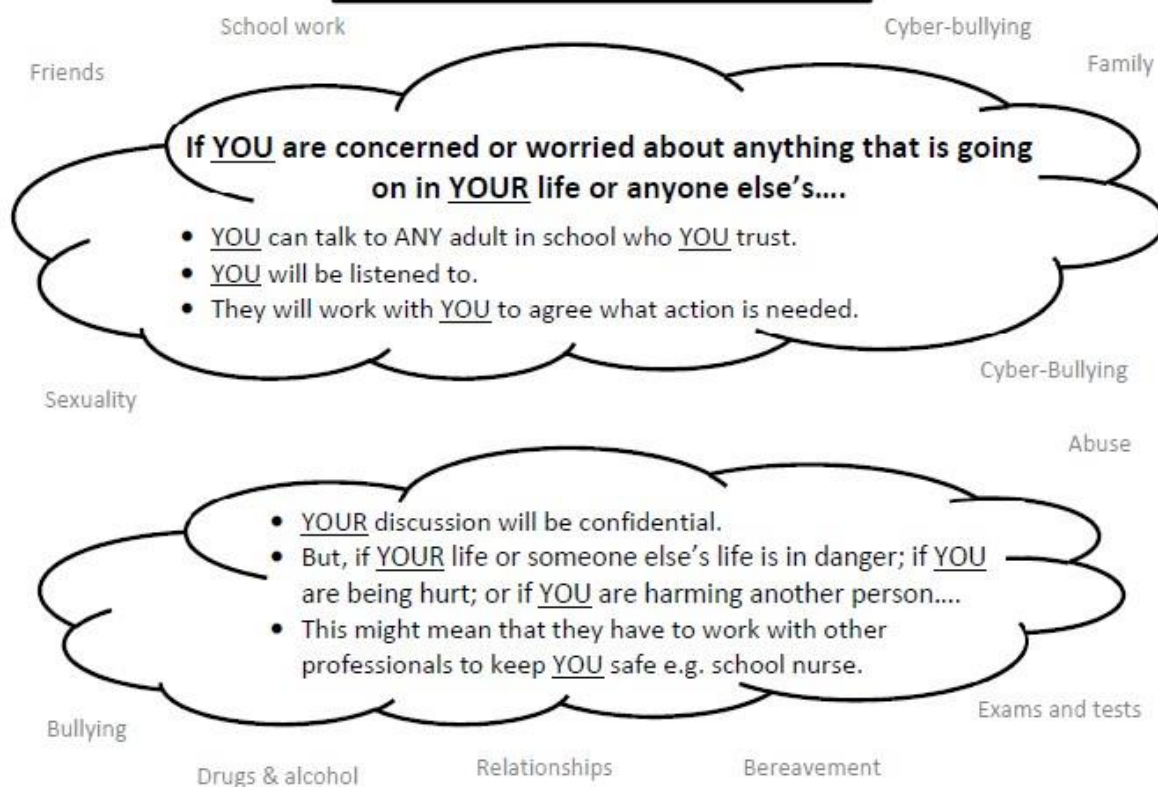 School work
Cyber-bullying
Friends
Family
If YOU are concerned or worried about anything that is going
on in YOUR life or anyone else's....
• YOU can talk to ANY adult in school who YOU trust.
• YOU will be listened to.
• They will work with YOU to agree what action is needed.
Cyber-Bullying
Sexuality
Abuse
• YOUR discussion will be confidential.
• But, if YOUR life or someone else's life is in danger; if YOU
are being hurt; or if YOU are harming another person....
• This might mean that they have to work with other
professionals to keep YOU safe e.g. school nurse.
Exams and tests
Bullying
Drugs & alcohol
Relationships
Bereavement